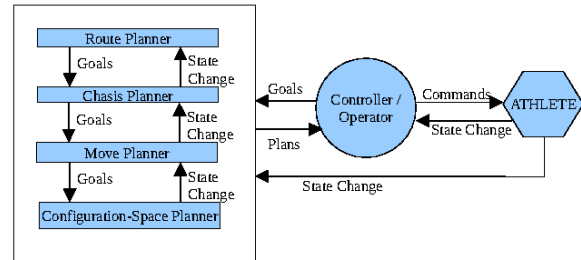 Route Planner
Goals
State
Change
Chasis Planner
Goals
State
Change
Move Planner
Goals
State
Change
Configuration-Space Planner
Goals
Plans
Controller /
Operator
Commands
State Change
ATHLETE
State Change